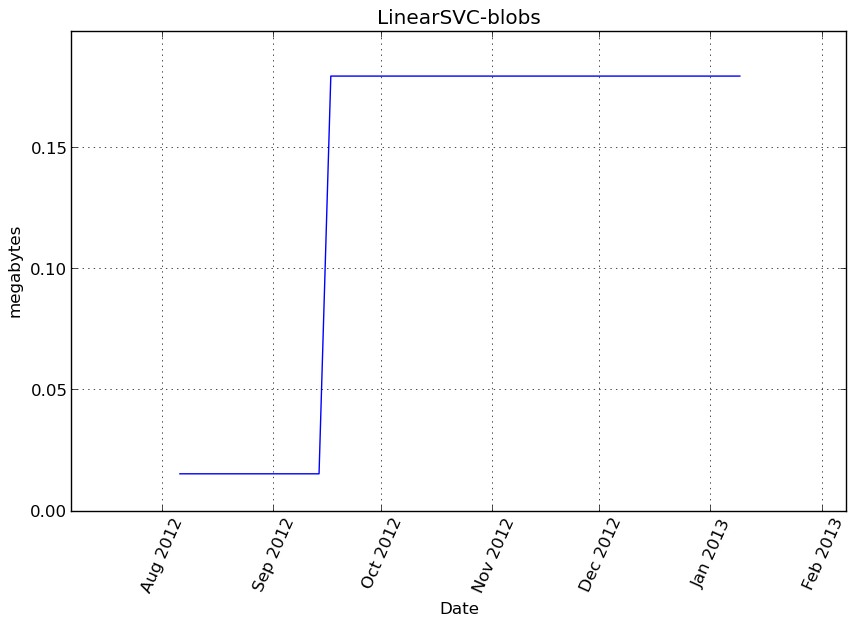 LinearSVC-blobs
megabytes
0.15
0.10
0.05
0.00
Aug 2012
Sep 2012
Oct 2012
Nov 2012
Dec 2012
Jan 2013
Feb 2013
Date